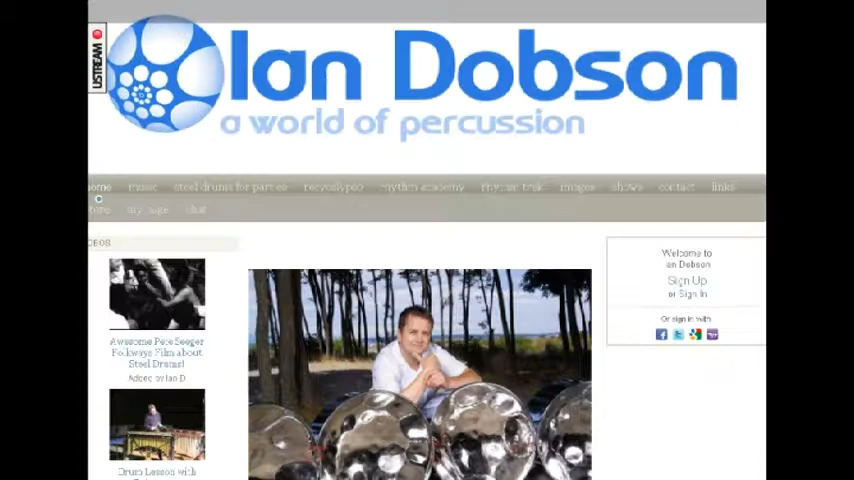 USTREAM
Ian Dobson
a world of percussion
home music steel drums for parties recycalypso rhythm academy rhythm trek images shows contact links
store my page chat
DEOS
Welcome to
Ian Dobson
Sign Up
or Sign In
Or sign in with:
Awesome Pete Seeger
Folkways Film about
Steel Drums!
Added by Ian D
Drum Lesson with